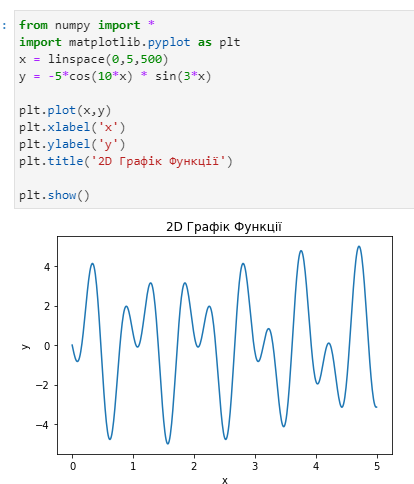 :
from numpy import *
import matplotlib.pyplot as plt
x = linspace(0,5,500)
y = -5*cos(10*x) * sin(3*x)
plt.plot(x,y)
plt.xlabel('x')
plt.ylabel('y')
plt.title('2D Графік Функції')
plt.show()
2D Графік Функції
4
2
0
−2
−4
y
0 1 2 3 4 5
x